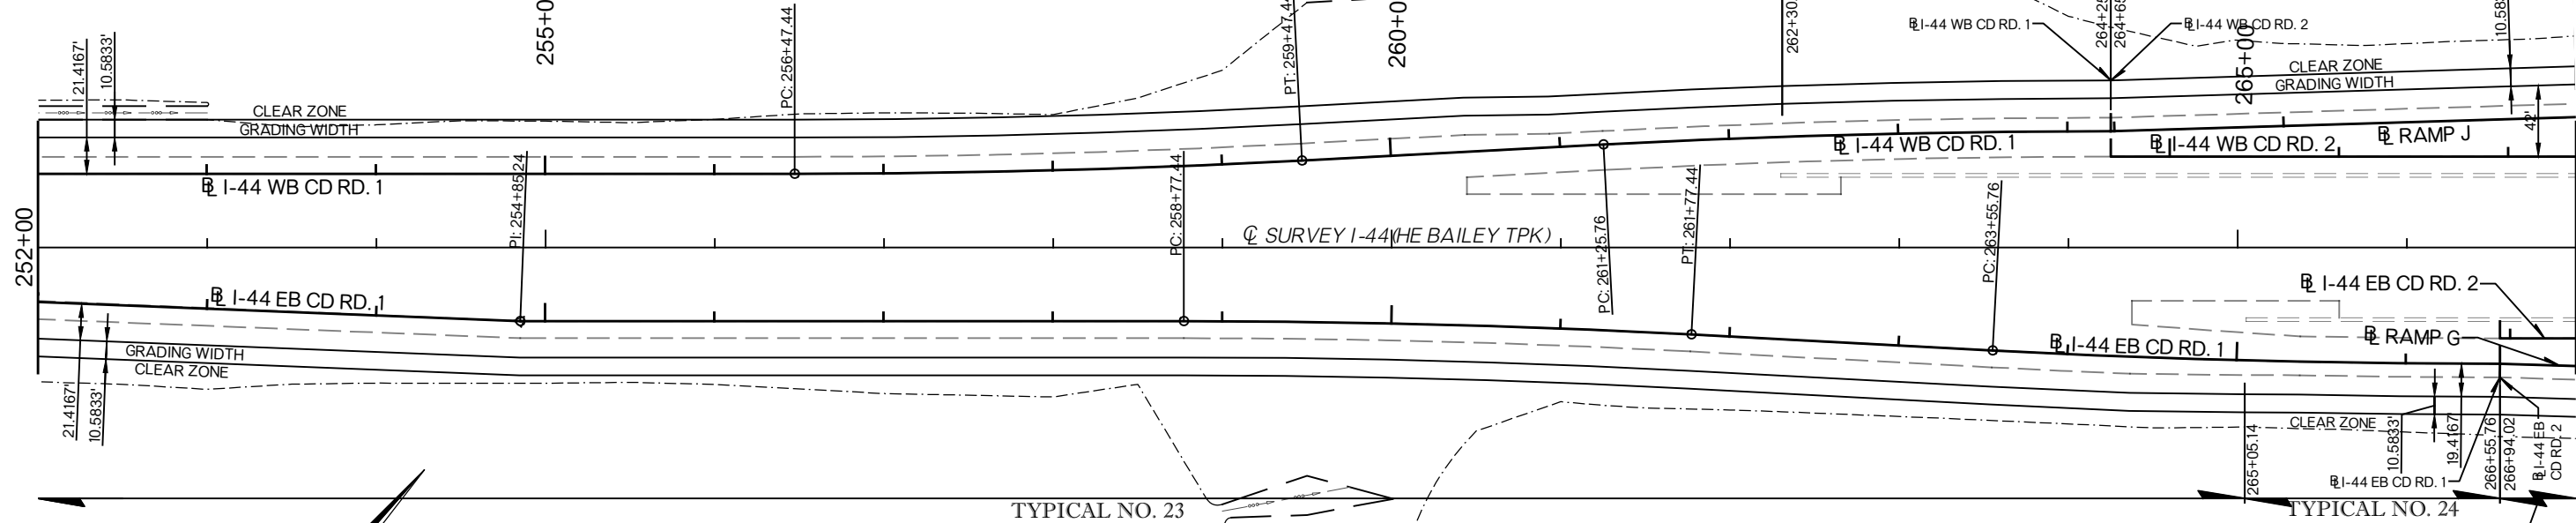 21.4167'
10.5833'
255+0
PC: 256+47.44
PT: 259+47.44
260+0
262+30.
℄ I-44 WB CD RD. 1
264+2
264+6
℄ I-44 WB CD RD. 2
265+00
10.58
CLEAR ZONE
GRADING WIDTH
CLEAR ZONE
GRADING WIDTH
42'
℄ I-44 WB CD RD. 1
℄ I-44 WB CD RD. 1
℄ I-44 WB CD RD. 2
℄ RAMP J
252+00
PI: 254+85.24
PC: 258+77.44
℄ SURVEY I-44(HE BAILEY TPK)
PC: 261+25.76
PT: 261+77.44
PC: 263+55.76
℄ I-44 EB CD RD. 1
℄ I-44 EB CD RD. 2
℄ I-44 EB CD RD. 1
℄ RAMP G
GRADING WIDTH
CLEAR ZONE
21.4167'
10.5833'
CLEAR ZONE
265+05.14
10.5833'
19.4167'
℄ I-44 EB CD RD. 1
266+55.76
266+94.02
℄ I-44 EB
CD RD. 2
TYPICAL NO. 23
TYPICAL NO. 24